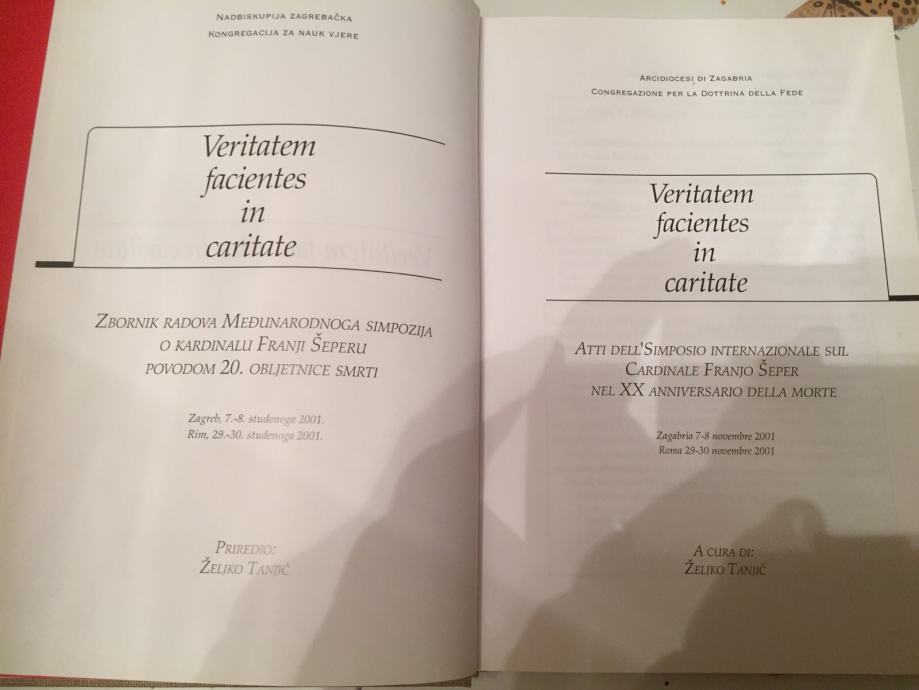 NADBISKUPIJA ZAGREBAČKA
KONGREGACIJA ZA NAUK VJERE
Veritatem
facientes
in
caritate
ZBORNIK RADOVA MEĐUNARODNOGA SIMPOZIJA
O KARDINALU FRANJI ŠEPERU
POVODOM 20. OBLJETNICE SMRTI
Zagreb, 7.-8. studenoga 2001.
Rim, 29.-30. studenoga 2001.
PRIREDIO:
ŽELJKO TANJIĆ
ARCIDIOCESI DI ZAGABRIA
CONGREGAZIONE PER LA DOTTRINA DELLA FEDE
Veritatem
facientes
in
caritate
ATTI DELL'SIMPOSIO INTERNAZIONALE SUL
CARDINALE FRANJO ŠEPER
NEL XX ANNIVERSARIO DELLA MORTE
Zagabria 7-8 novembre 2001
Roma 29-30 novembre 2001
A CURA DI:
ŽELJKO TANJIĆ